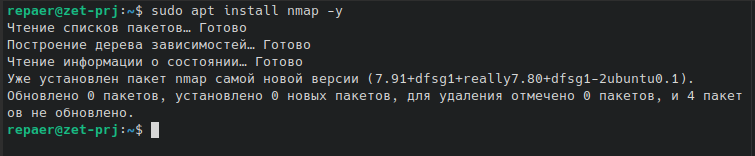 repaer@zet-prj:~$ sudo apt install nmap -y
Чтение списков пакетов… Готово
Построение дерева зависимостей… Готово
Чтение информации о состоянии… Готово
Уже установлен пакет nmap самой новой версии (7.91+dfsg1+really7.80+dfsg1-2ubuntu0.1).
Обновлено 0 пакетов, установлено 0 новых пакетов, для удаления отмечено 0 пакетов, и 4 пакет
ов не обновлено.
repaer@zet-prj:~$